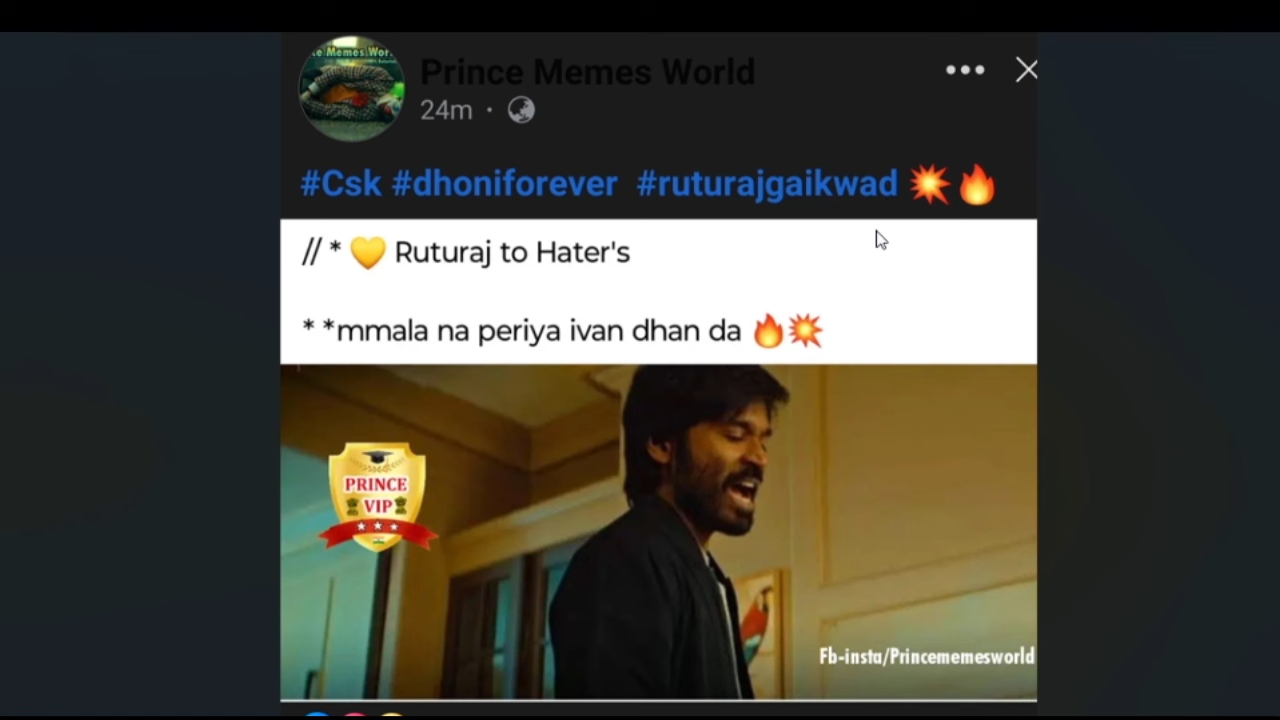 Prince Memes World
24m ·
#Csk #dhoniforever #ruturajgaikwad 💥🔥
// * 💛 Ruturaj to Hater's
* *mmala na periya ivan dhan da 🔥💥
PRINCE
VIP
Fb-insta/Princememesworld